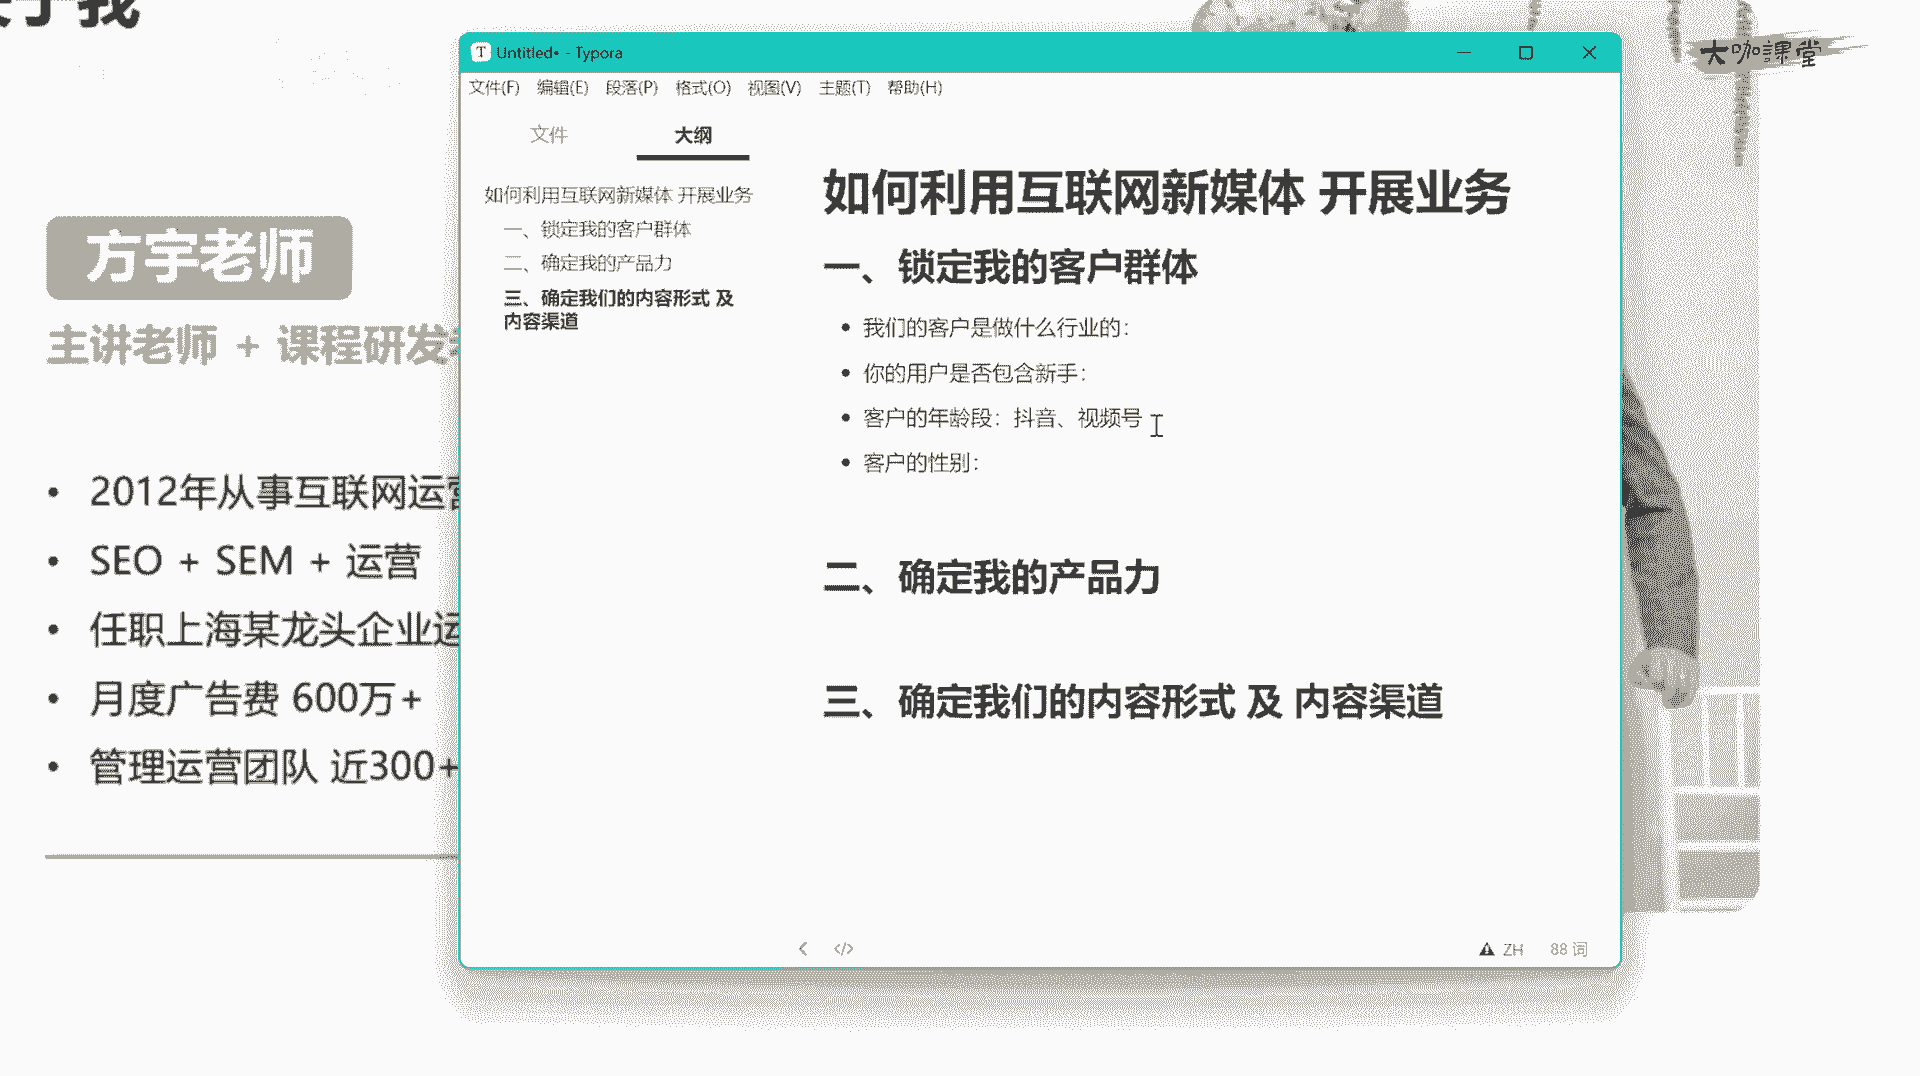 于我
大咖課堂
方宇老师
主讲老师 + 课程研发
• 2012年从事互联网运营
• SEO + SEM + 运营
• 任职上海某龙头企业运
• 月度广告费 600万+
• 管理运营团队 近300+
Untitled• - Typora
文件(F) 编辑(E) 段落(P) 格式(O) 视图(V) 主题(T) 帮助(H)
文件 大纲
如何利用互联网新媒体 开展业务
一、锁定我的客户群体
二、确定我的产品力
三、确定我们的内容形式 及
内容渠道
如何利用互联网新媒体 开展业务
一、锁定我的客户群体
• 我们的客户是做什么行业的：
• 你的用户是否包含新手：
• 客户的年龄段：抖音、视频号
• 客户的性别：
二、确定我的产品力
三、确定我们的内容形式 及 内容渠道
</> ZH 88 词